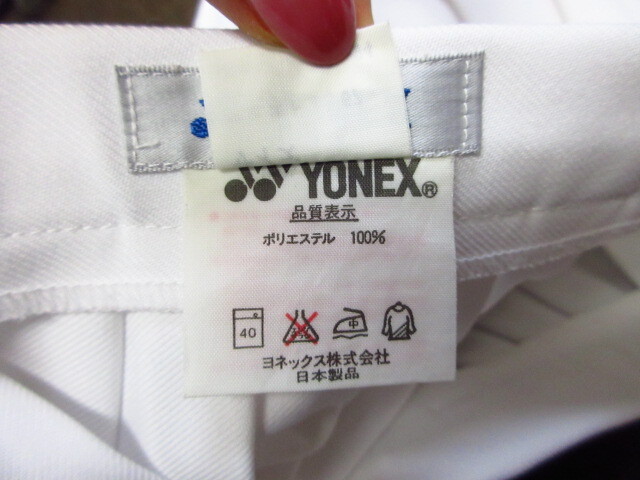 YONEX®
品質表示
ポリエステル 100%
40 中
ヨネックス株式会社
日本製品